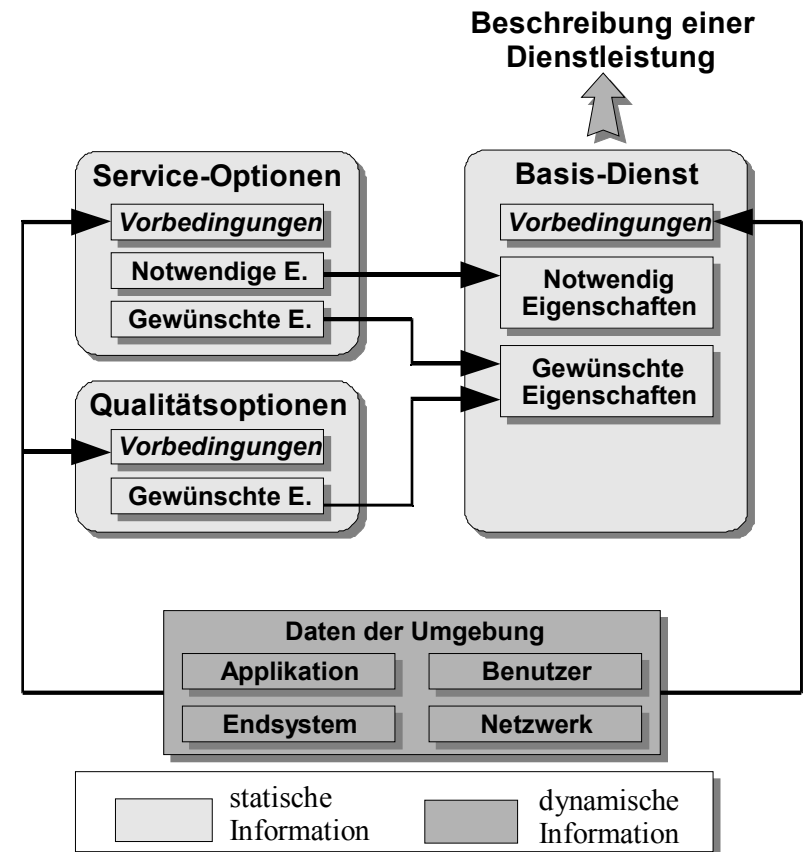 Beschreibung einer
Dienstleistung
Service-Optionen
Vorbedingungen
Notwendige E.
Gewünschte E.
Qualitätsoptionen
Vorbedingungen
Gewünschte E.
Basis-Dienst
Vorbedingungen
Notwendig
Eigenschaften
Gewünschte
Eigenschaften
Daten der Umgebung
Applikation
Benutzer
Endsystem
Netzwerk
statische
Information
dynamische
Information